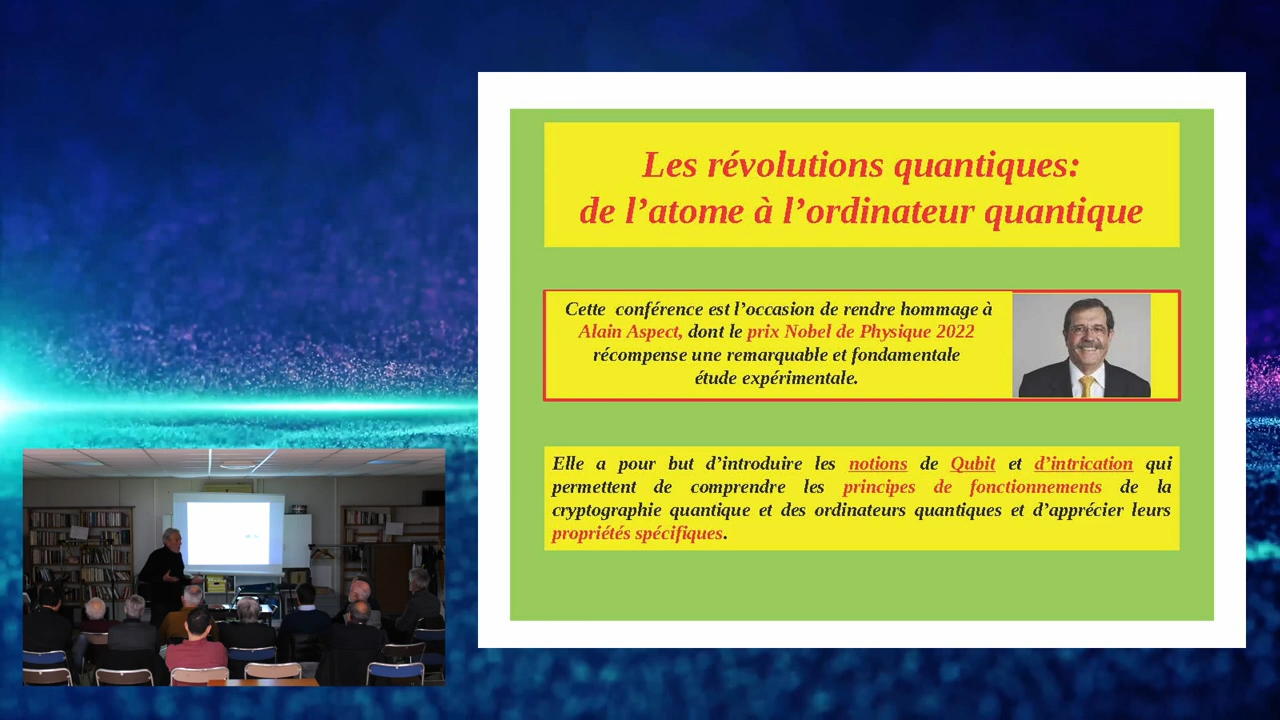 Les révolutions quantiques:
de l’atome à l’ordinateur quantique
Cette conférence est l’occasion de rendre hommage à
Alain Aspect, dont le prix Nobel de Physique 2022
récompense une remarquable et fondamentale
étude expérimentale.
Elle a pour but d’introduire les notions de Qubit et d’intrication qui
permettent de comprendre les principes de fonctionnements de la
cryptographie quantique et des ordinateurs quantiques et d’apprécier leurs
propriétés spécifiques.